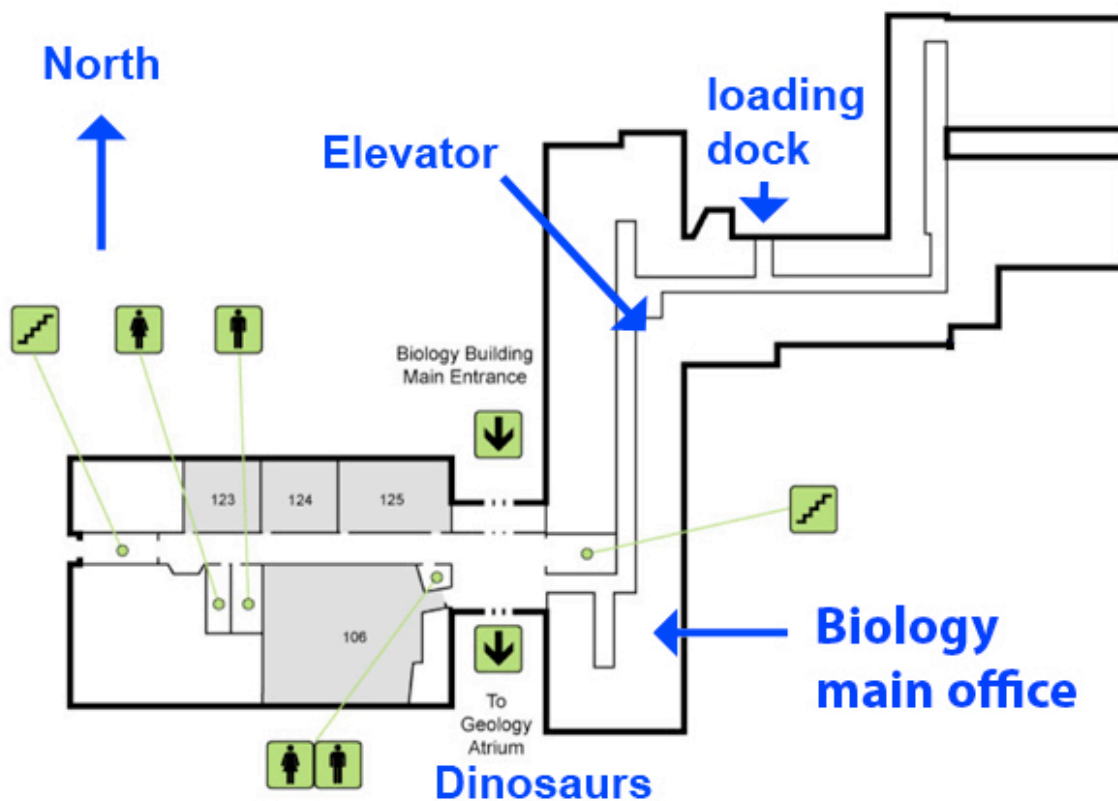 North
loading
dock
Elevator
Biology Building
Main Entrance
123
124
125
106
To
Geology
Atrium
Dinosaurs
Biology
main office